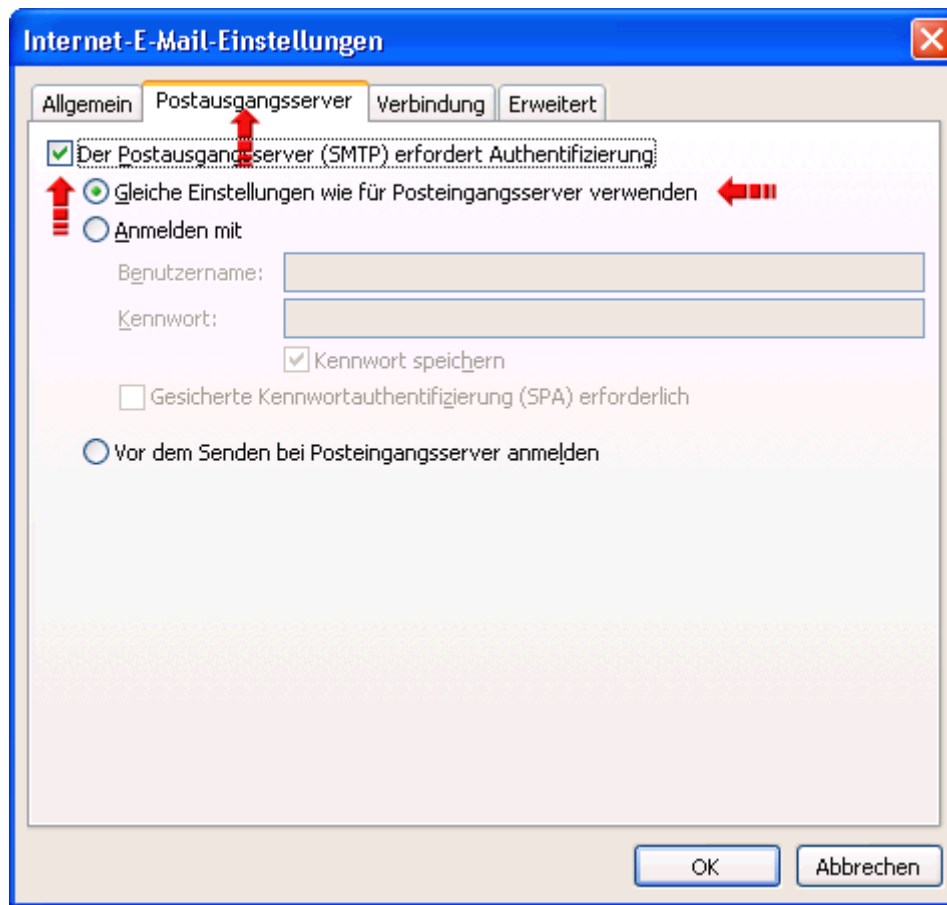 Internet-E-Mail-Einstellungen
Allgemein Postausgangsserver Verbindung Erweitert
Der Postausgangsserver (SMTP) erfordert Authentifizierung
Gleiche Einstellungen wie für Posteingangsserver verwenden
Anmelden mit
Benutzername:
Kennwort:
Kennwort speichern
Gesicherte Kennwortauthentifizierung (SPA) erforderlich
Vor dem Senden bei Posteingangsserver anmelden
OK Abbrechen